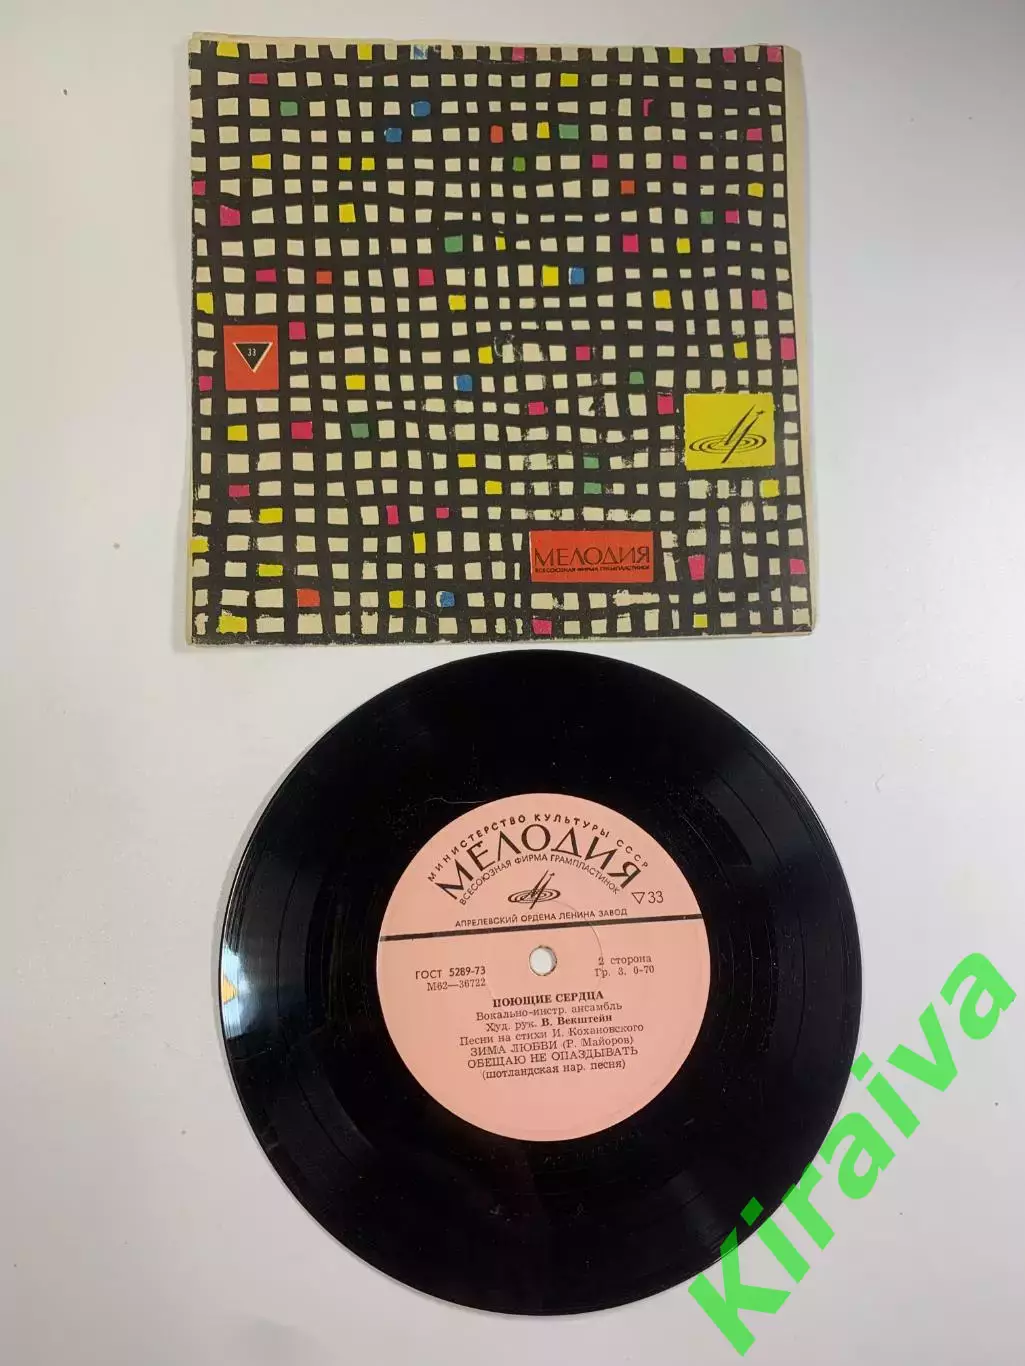 33
МЕЛОДИЯ
ВСЕСОЮЗНАЯ ФИРМА ГРАМПЛАСТИНОК
МИНИСТЕРСТВО КУЛЬТУРЫ СССР
МЕЛОДИЯ
ВСЕСОЮЗНАЯ ФИРМА ГРАМПЛАСТИНОК
▽33
АПРЕЛЕВСКИЙ ОРДЕНА ЛЕНИНА ЗАВОД
ГОСТ 5289-73
2 сторона
М62—36722
Гр. 3. 0-70
ПОЮЩИЕ СЕРДЦА
Вокально-инстр. ансамбль
Худ. рук. В. Векштейн
Песни на стихи И. Кохановского
ЗИМА ЛЮБВИ (Р. Майоров)
ОБЕЩАЮ НЕ ОПАЗДЫВАТЬ
(шотландская нар. песня)
Kiraiva